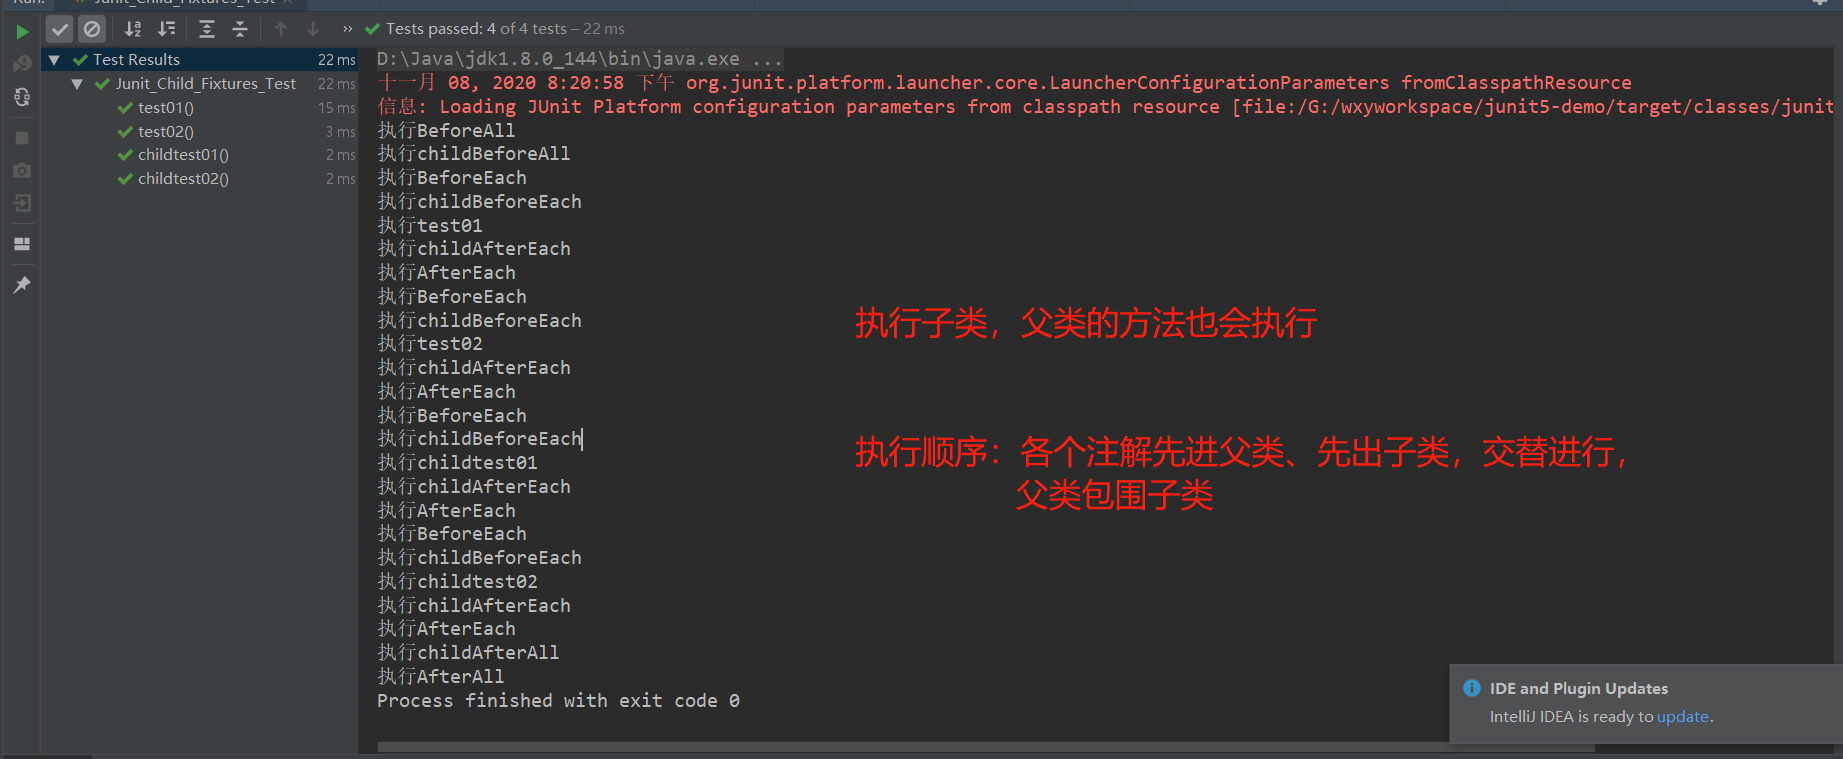 Run:
Junit_Child_Fixtures_Test
Tests passed: 4 of 4 tests – 22 ms
Test Results 22 ms
Junit_Child_Fixtures_Test 22 ms
test01() 15 ms
test02() 3 ms
childtest01() 2 ms
childtest02() 2 ms
D:\Java\jdk1.8.0_144\bin\java.exe ...
十一月 08, 2020 8:20:58 下午 org.junit.platform.launcher.core.LauncherConfigurationParameters fromClasspathResource
信息: Loading JUnit Platform configuration parameters from classpath resource [file:/G:/wxyworkspace/junit5-demo/target/classes/junit
执行BeforeAll
执行childBeforeAll
执行BeforeEach
执行childBeforeEach
执行test01
执行childAfterEach
执行AfterEach
执行BeforeEach
执行childBeforeEach
执行test02
执行childAfterEach
执行AfterEach
执行BeforeEach
执行childBeforeEach
执行childtest01
执行childAfterEach
执行AfterEach
执行BeforeEach
执行childBeforeEach
执行childtest02
执行childAfterEach
执行AfterEach
执行childAfterAll
执行AfterAll
Process finished with exit code 0
执行子类，父类的方法也会执行
执行顺序：各个注解先进父类、先出子类，交替进行，
父类包围子类
IDE and Plugin Updates
IntelliJ IDEA is ready to update.